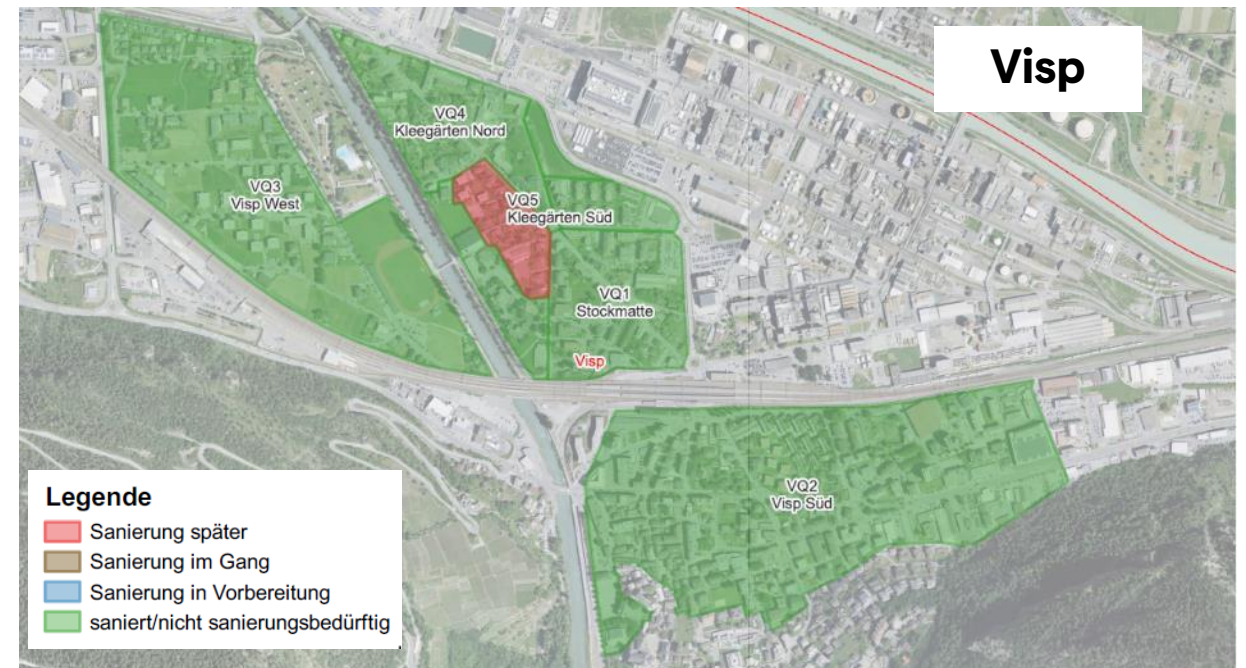 Visp
VQ4
Kleegärten Nord
VQ3
Visp West
VQ5
Kleegärten Süd
VQ1
Stockmatte
Visp
VQ2
Visp Süd
Legende
Sanierung später
Sanierung im Gang
Sanierung in Vorbereitung
saniert/nicht sanierungsbedürftig